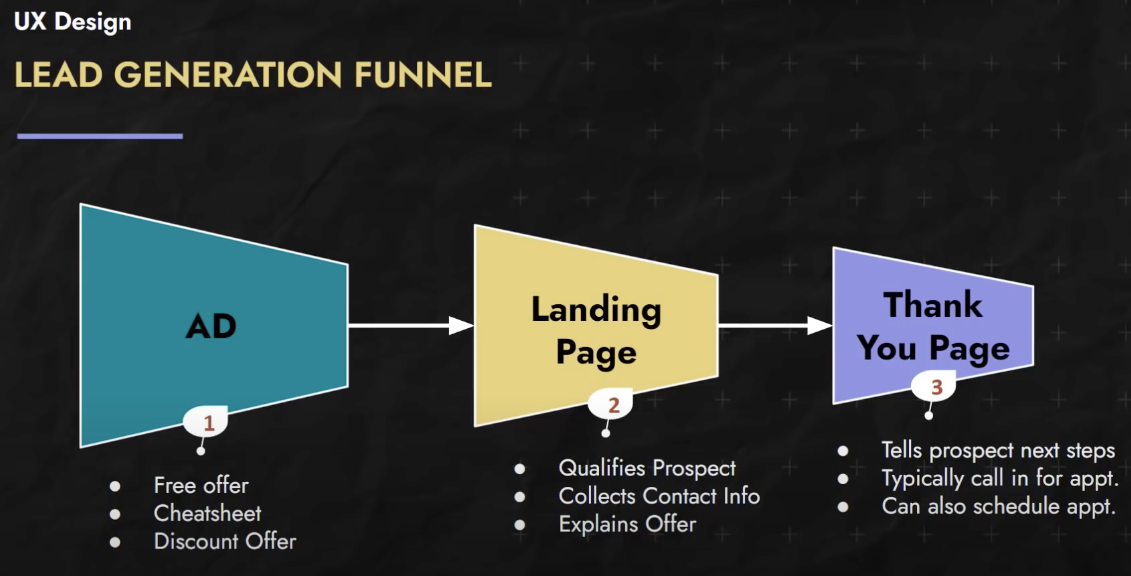 UX Design
LEAD GENERATION FUNNEL
AD
1
● Free offer
● Cheatsheet
● Discount Offer
Landing
Page
2
● Qualifies Prospect
● Collects Contact Info
● Explains Offer
Thank
You Page
3
● Tells prospect next steps
● Typically call in for appt.
● Can also schedule appt.